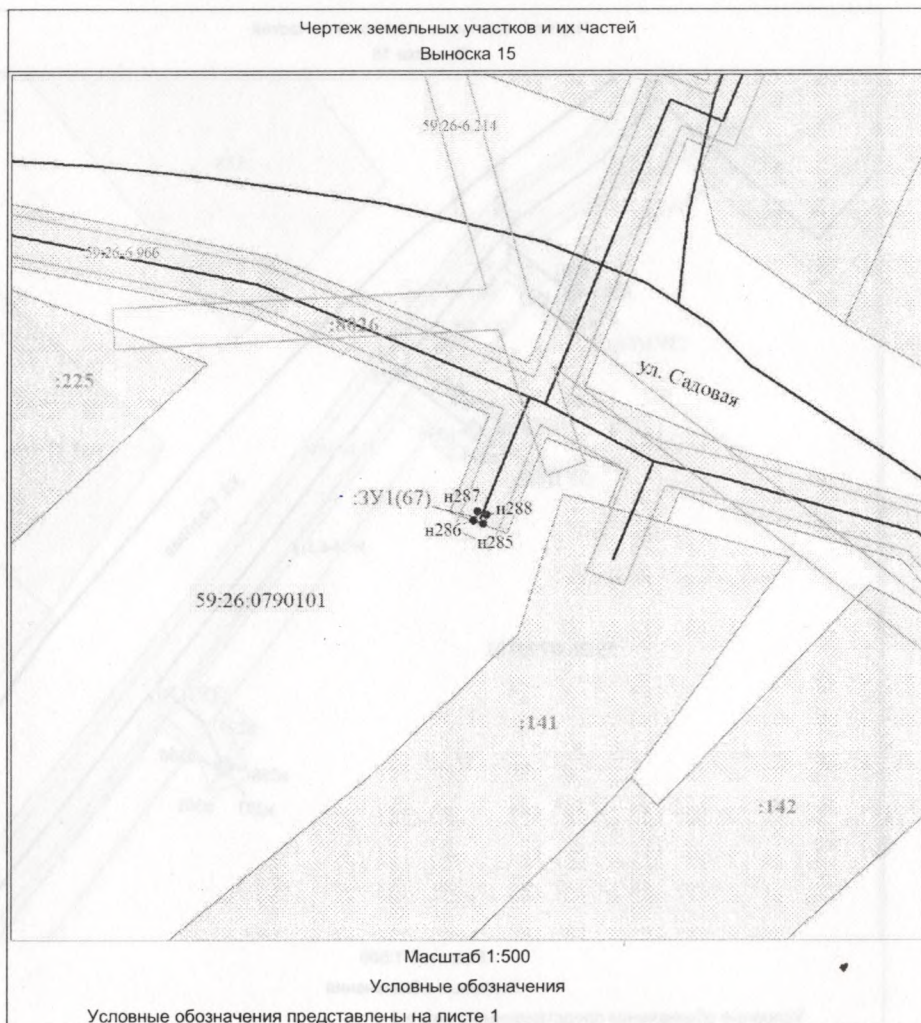 Чертеж земельных участков и их частей
Выноска 15
59:26-6.214
59:26-6.966
:8826
:225
ул. Садовая
:ЗУ1(67)
н287
н288
н286
н285
59:26:0790101
:141
:142
Масштаб 1:500
Условные обозначения
Условные обозначения представлены на листе 1